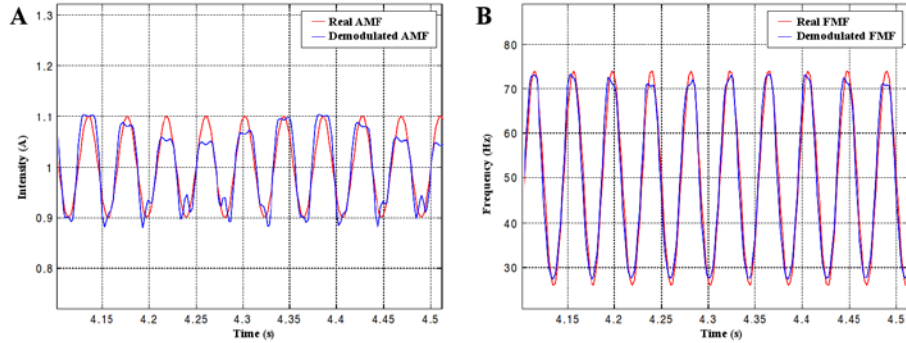 A
Real AMF
Demodulated AMF
1.3
1.2
1.1
1
0.9
0.8
Intensity (A)
4.15 4.2 4.25 4.3 4.35 4.4 4.45 4.5
Time (s)
B
Real FMF
Demodulated FMF
80
70
60
50
40
30
Frequency (Hz)
4.15 4.2 4.25 4.3 4.35 4.4 4.45 4.5
Time (s)